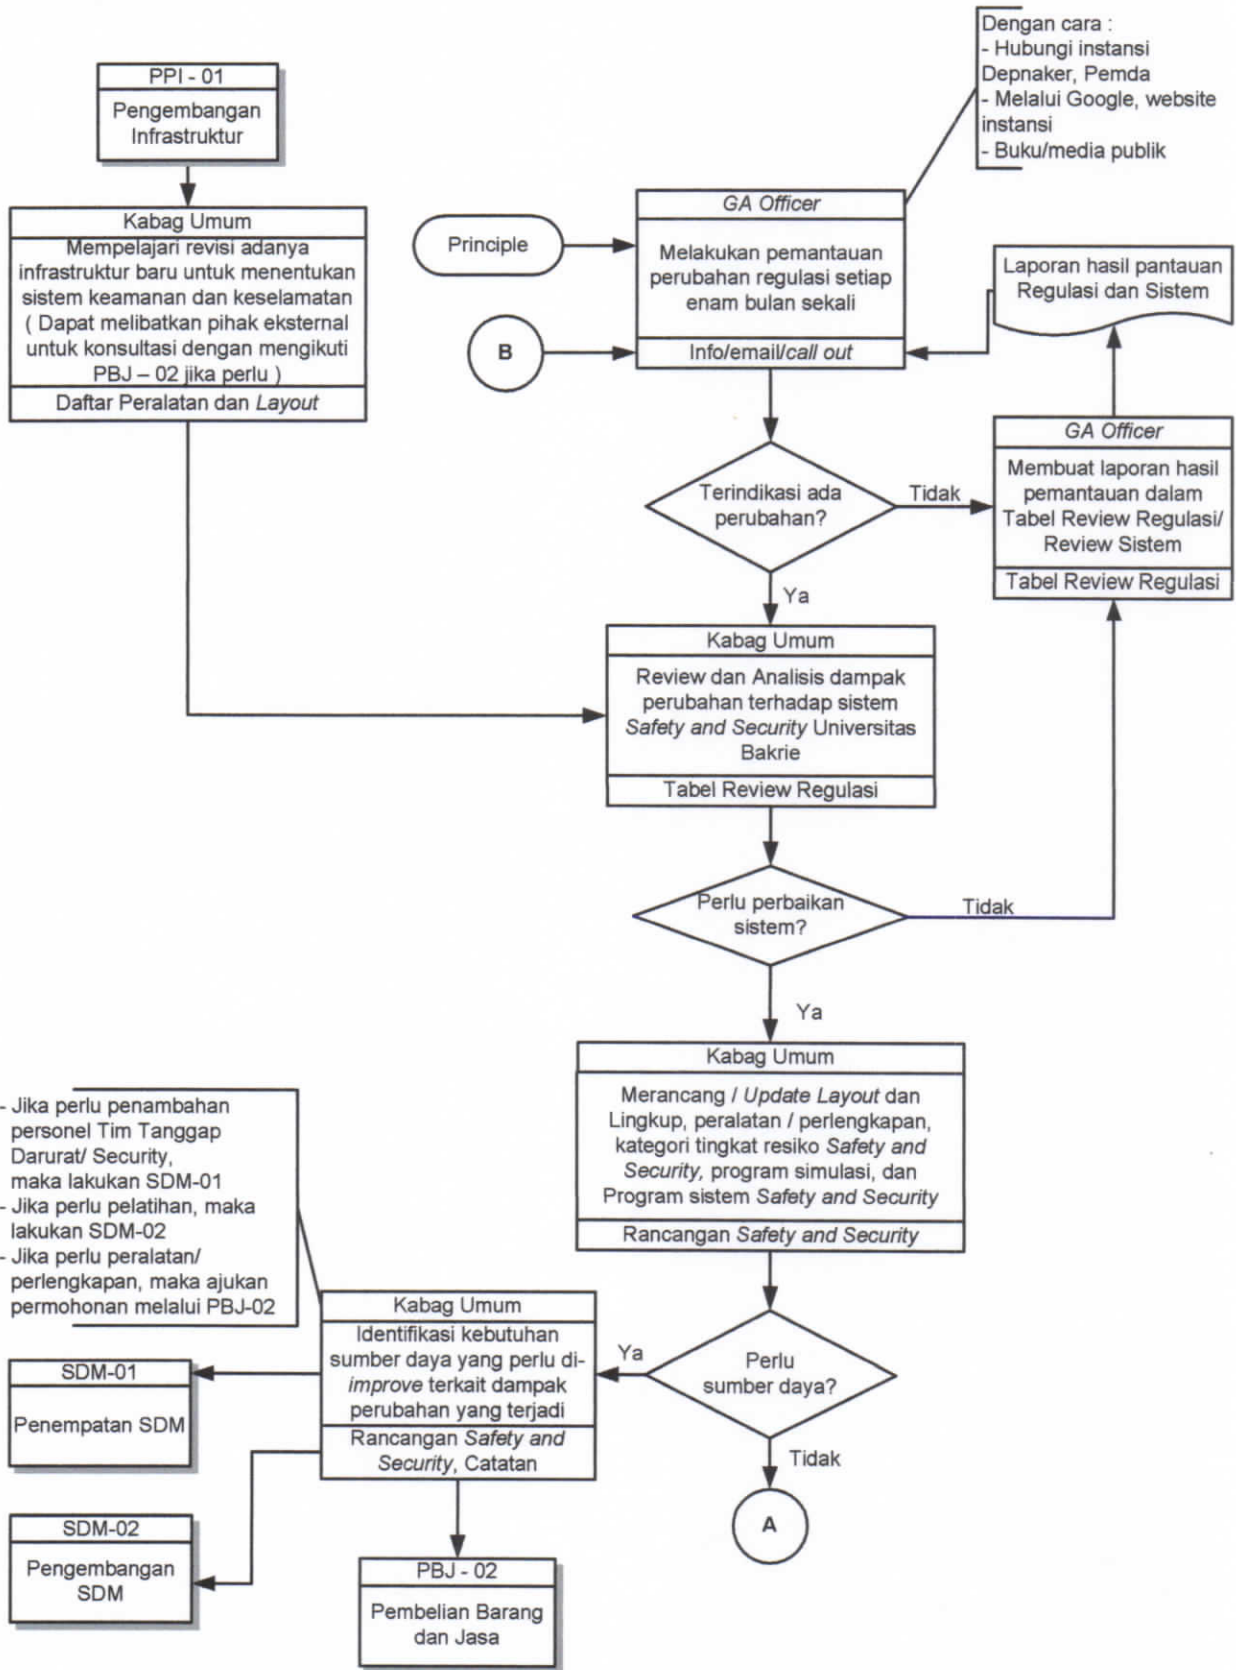 Dengan cara :
- Hubungi instansi
Depnaker, Pemda
- Melalui Google, website
instansi
- Buku/media publik
PPI - 01
Pengembangan
Infrastruktur
Kabag Umum
Mempelajari revisi adanya
infrastruktur baru untuk menentukan
sistem keamanan dan keselamatan
( Dapat melibatkan pihak eksternal
untuk konsultasi dengan mengikuti
PBJ – 02 jika perlu )
Daftar Peralatan dan Layout
Principle
B
GA Officer
Melakukan pemantauan
perubahan regulasi setiap
enam bulan sekali
Info/email/call out
Laporan hasil pantauan
Regulasi dan Sistem
GA Officer
Membuat laporan hasil
pemantauan dalam
Tabel Review Regulasi/
Review Sistem
Tabel Review Regulasi
Terindikasi ada
perubahan?
Tidak
Ya
Kabag Umum
Review dan Analisis dampak
perubahan terhadap sistem
Safety and Security Universitas
Bakrie
Tabel Review Regulasi
Perlu perbaikan
sistem?
Tidak
Ya
Kabag Umum
Merancang / Update Layout dan
Lingkup, peralatan / perlengkapan,
kategori tingkat resiko Safety and
Security, program simulasi, dan
Program sistem Safety and Security
Rancangan Safety and Security
Perlu
sumber daya?
Ya
Tidak
A
- Jika perlu penambahan
personel Tim Tanggap
Darurat/ Security,
maka lakukan SDM-01
- Jika perlu pelatihan, maka
lakukan SDM-02
- Jika perlu peralatan/
perlengkapan, maka ajukan
permohonan melalui PBJ-02
Kabag Umum
Identifikasi kebutuhan
sumber daya yang perlu di-
improve terkait dampak
perubahan yang terjadi
Rancangan Safety and
Security, Catatan
SDM-01
Penempatan SDM
SDM-02
Pengembangan
SDM
PBJ - 02
Pembelian Barang
dan Jasa